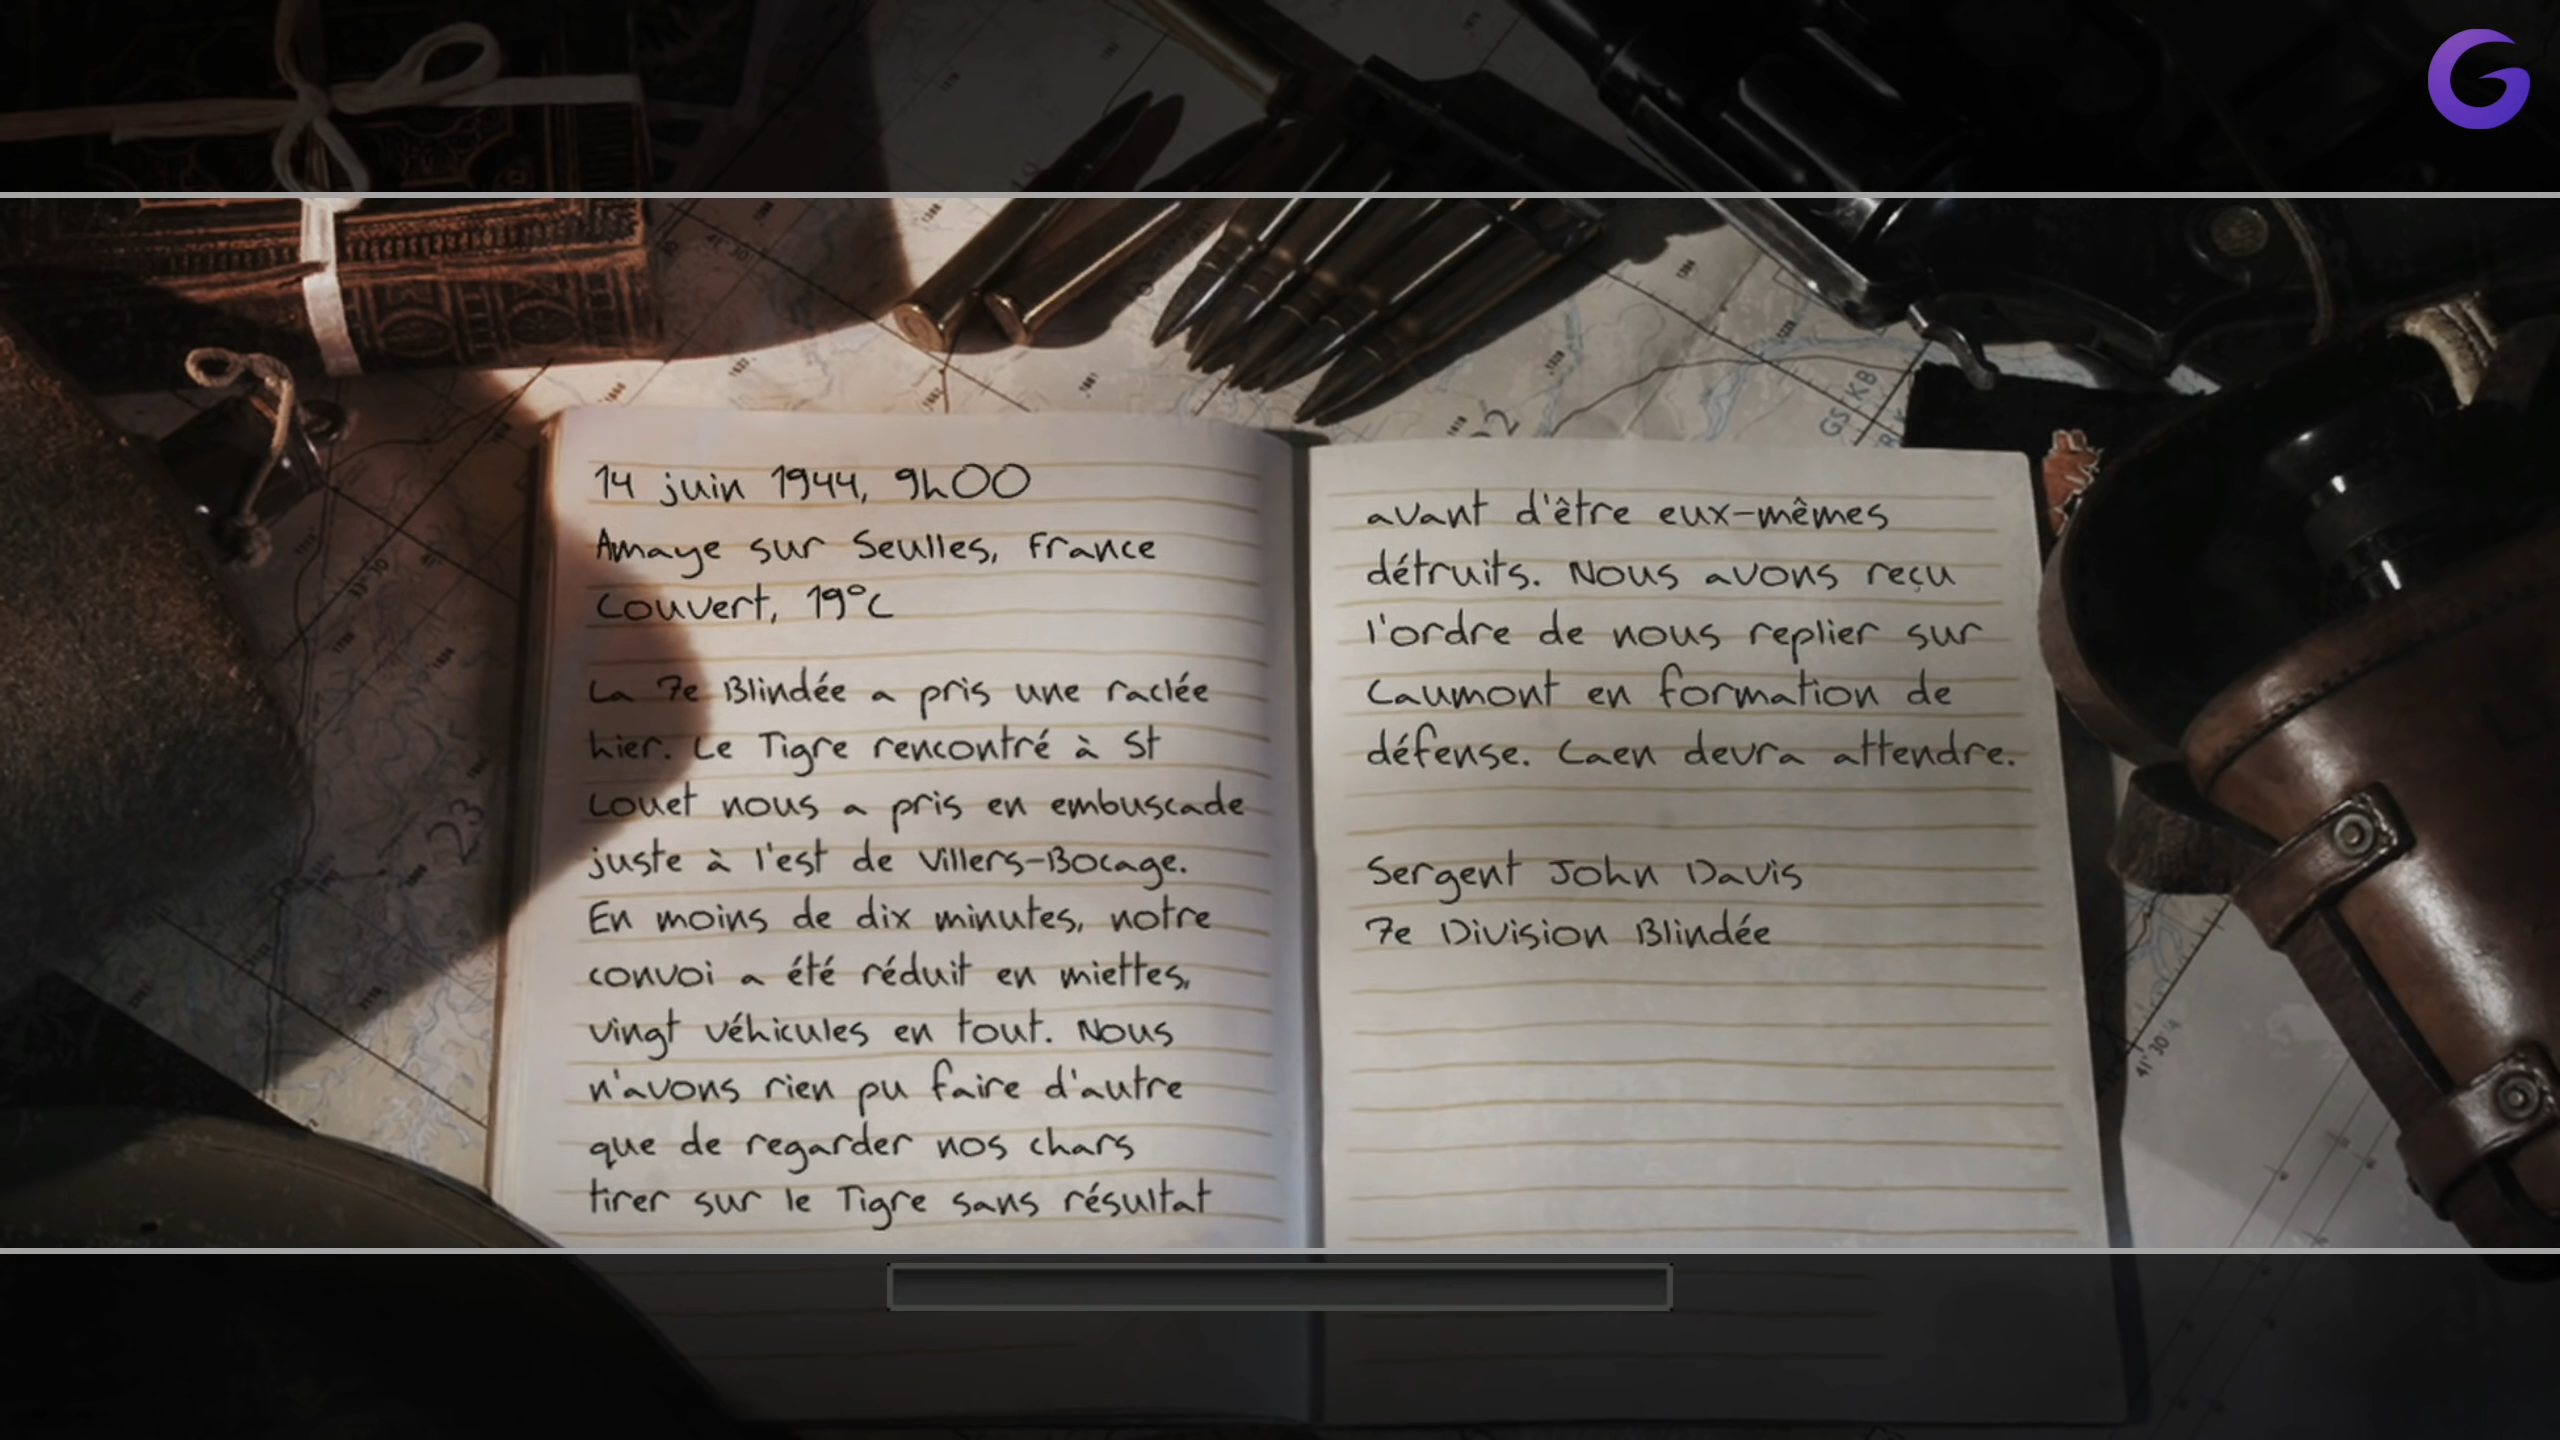 14 juin 1944, 9h00
Amaye sur Seulles, France
Couvert, 19°C
La 7e Blindée a pris une raclée
hier. Le Tigre rencontré à St
Louet nous a pris en embuscade
juste à l'est de Villers-Bocage.
En moins de dix minutes, notre
convoi a été réduit en miettes,
vingt véhicules en tout. Nous
n'avons rien pu faire d'autre
que de regarder nos chars
tirer sur le Tigre sans résultat
avant d'être eux-mêmes
détruits. Nous avons reçu
l'ordre de nous replier sur
Caumont en formation de
défense. Caen devra attendre.
Sergent John Davis
7e Division Blindée
GS KB
23